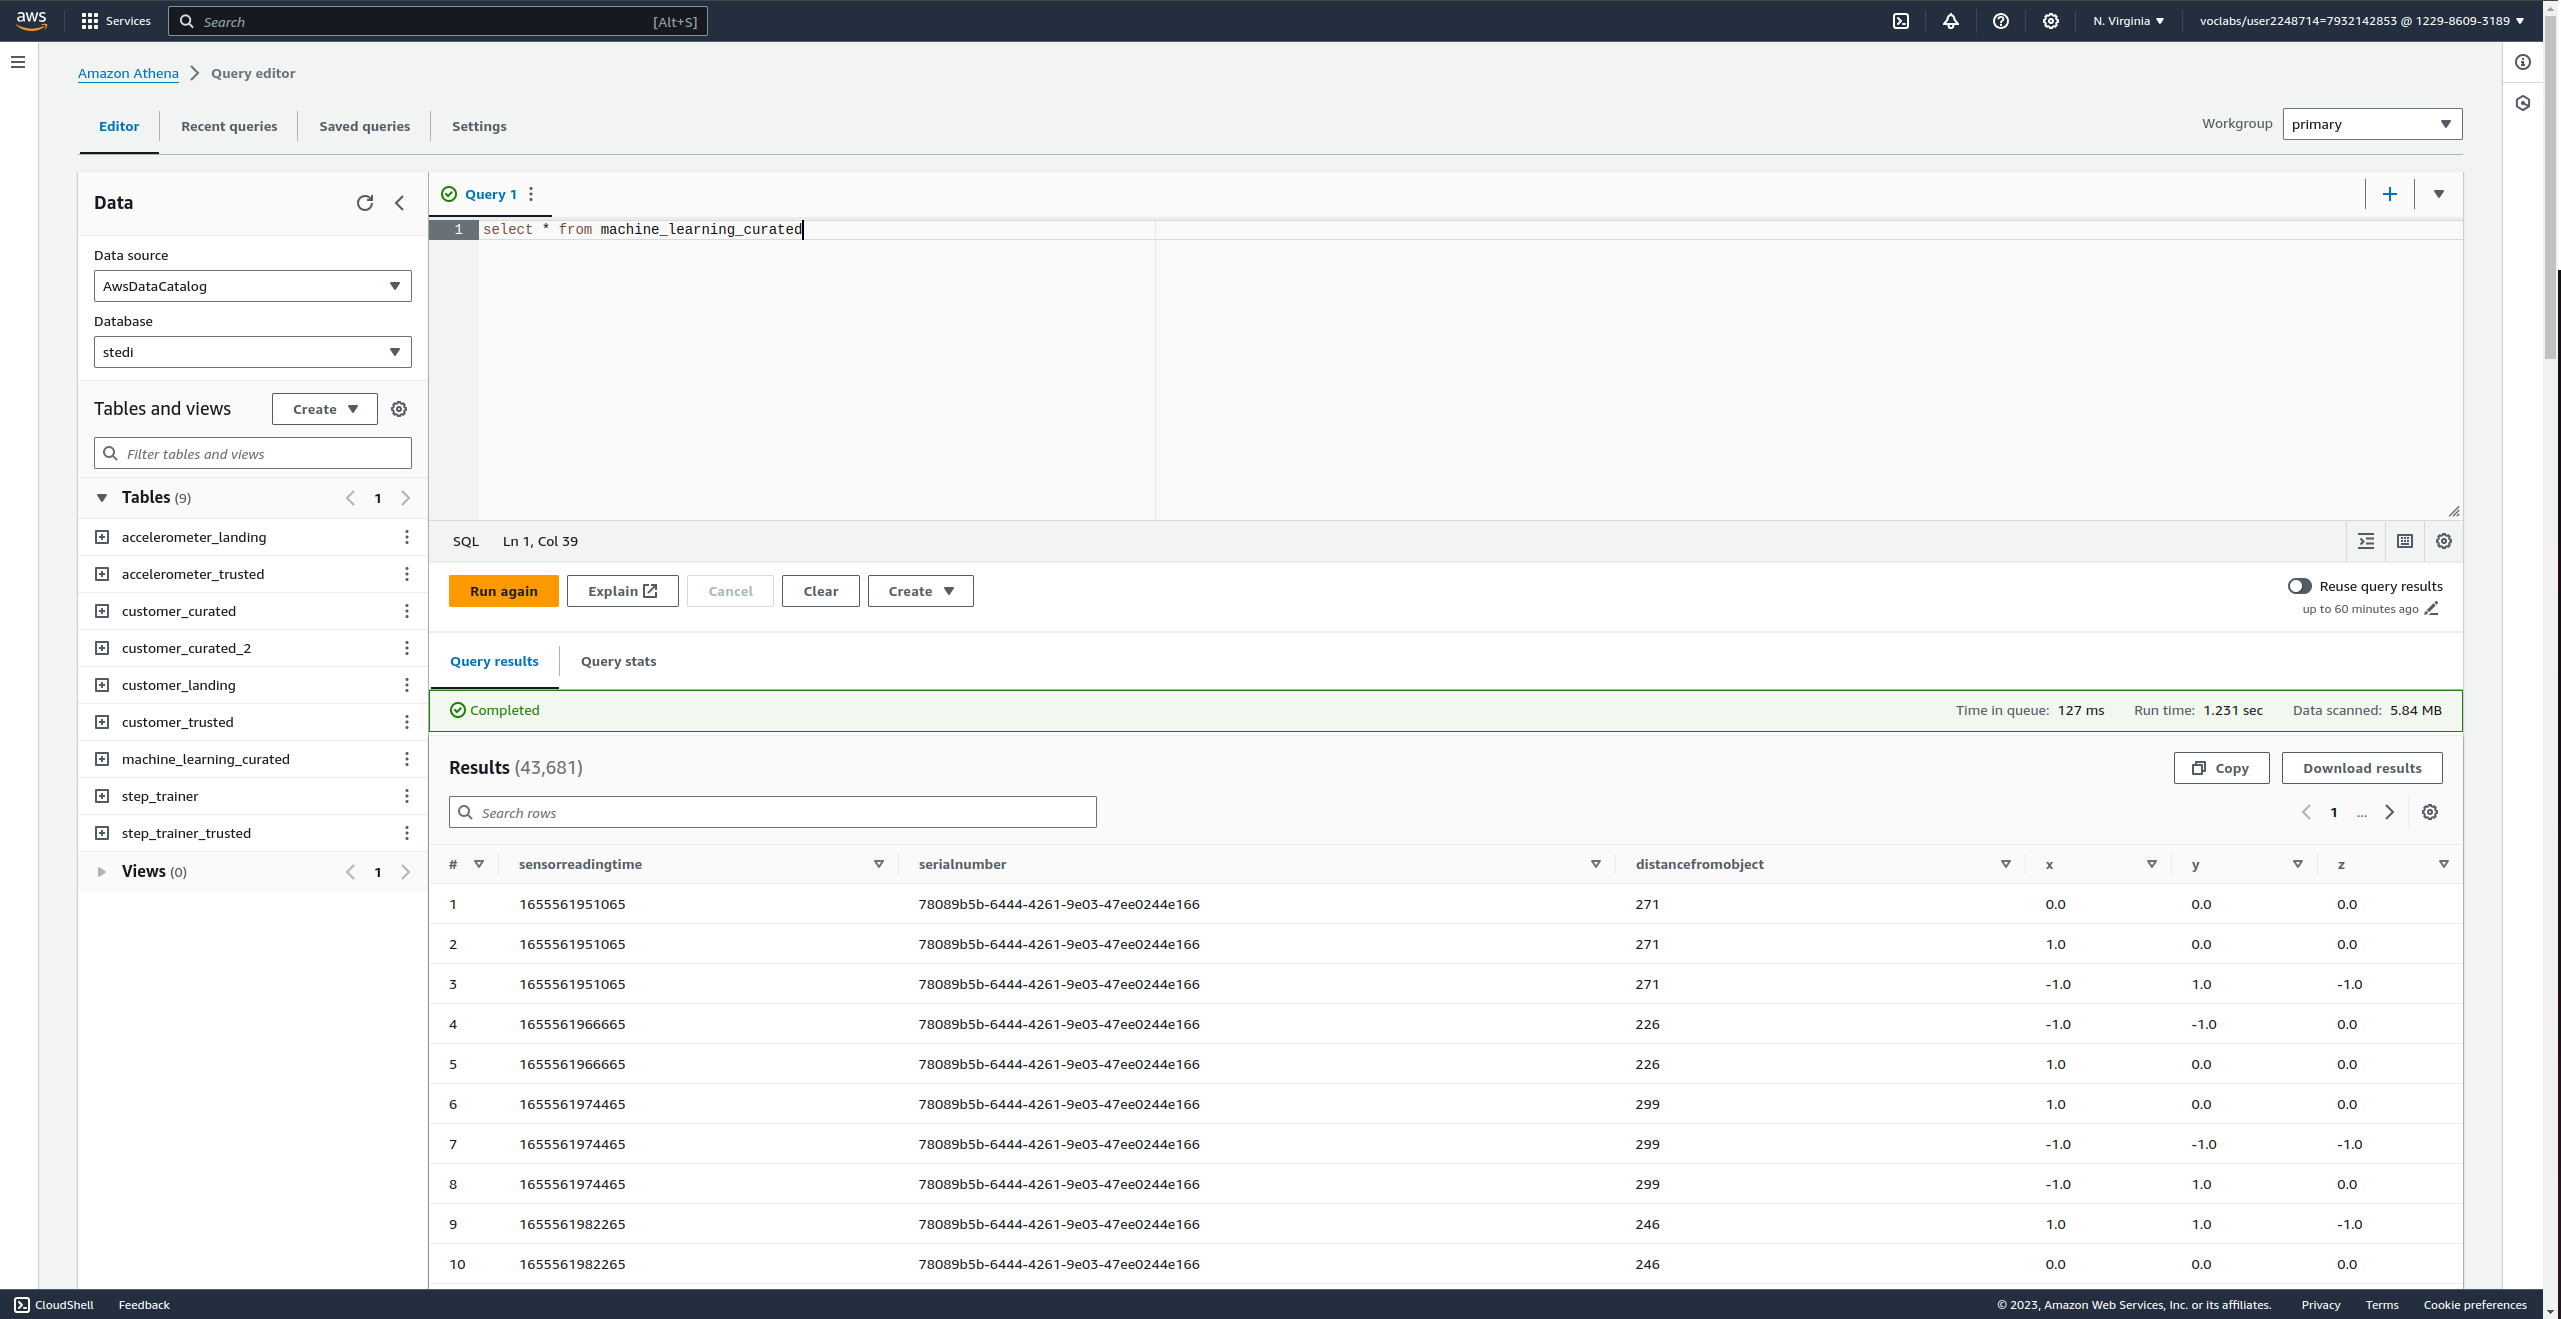 aws Services Search [Alt+S] N. Virginia voclabs/user2248714=7932142853 @ 1229-8609-3189
Amazon Athena Query editor
Editor Recent queries Saved queries Settings Workgroup primary
Data
Data source
AwsDataCatalog
Database
stedi
Tables and views Create
Filter tables and views
Tables (9) 1
accelerometer_landing
accelerometer_trusted
customer_curated
customer_curated_2
customer_landing
customer_trusted
machine_learning_curated
step_trainer
step_trainer_trusted
Views (0) 1
Query 1
1 select * from machine_learning_curated
SQL Ln 1, Col 39
Run again Explain Cancel Clear Create Reuse query results
up to 60 minutes ago
Query results Query stats
Completed Time in queue: 127 ms Run time: 1.231 sec Data scanned: 5.84 MB
Results (43,681) Copy Download results
Search rows 1 ...
# sensorreadingtime serialnumber distancefromobject x y z
1 1655561951065 78089b5b-6444-4261-9e03-47ee0244e166 271 0.0 0.0 0.0
2 1655561951065 78089b5b-6444-4261-9e03-47ee0244e166 271 1.0 0.0 0.0
3 1655561951065 78089b5b-6444-4261-9e03-47ee0244e166 271 -1.0 1.0 -1.0
4 1655561966665 78089b5b-6444-4261-9e03-47ee0244e166 226 -1.0 -1.0 0.0
5 1655561966665 78089b5b-6444-4261-9e03-47ee0244e166 226 1.0 0.0 0.0
6 1655561974465 78089b5b-6444-4261-9e03-47ee0244e166 299 1.0 0.0 0.0
7 1655561974465 78089b5b-6444-4261-9e03-47ee0244e166 299 -1.0 -1.0 -1.0
8 1655561974465 78089b5b-6444-4261-9e03-47ee0244e166 299 -1.0 1.0 0.0
9 1655561982265 78089b5b-6444-4261-9e03-47ee0244e166 246 1.0 1.0 -1.0
10 1655561982265 78089b5b-6444-4261-9e03-47ee0244e166 246 0.0 0.0 0.0
CloudShell Feedback © 2023, Amazon Web Services, Inc. or its affiliates. Privacy Terms Cookie preferences